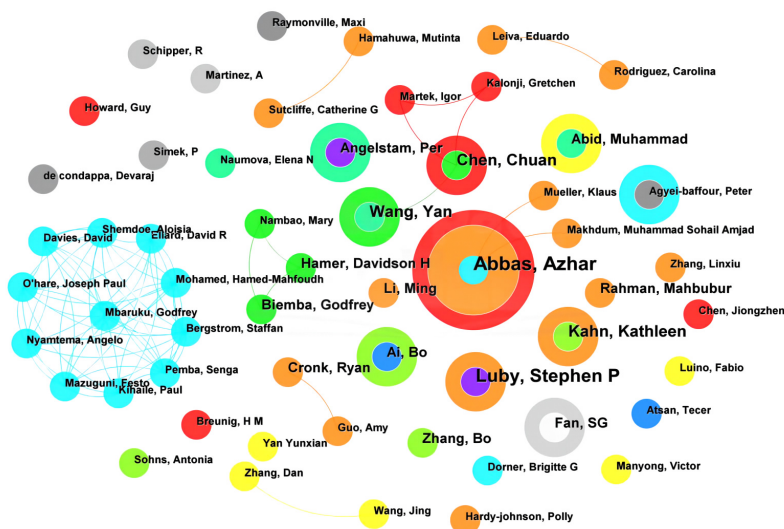 Raymonville, Maxi
Hamahuwa, Mutinta
Leiva, Eduardo
Schipper, R
Martinez, A
Rodriguez, Carolina
Kalonji, Gretchen
Martek, Igor
Howard, Guy
Sutcliffe, Catherine G
Simek, P
Angelstam, Per
Abid, Muhammad
Naumova, Elena N
Chen, Chuan
de condappa, Devaraj
Mueller, Klaus
Agyei-baffour, Peter
Wang, Yan
Nambao, Mary
Shemdoe, Aloisia
Davies, David
Ellard, David R
Makhdum, Muhammad Sohail Amjad
Hamer, Davidson H
Abbas, Azhar
Zhang, Linxiu
Mohamed, Hamed-Mahfoudh
O'hare, Joseph Paul
Li, Ming
Rahman, Mahbubur
Biemba, Godfrey
Mbaruku, Godfrey
Chen, Jiongzhen
Bergstrom, Staffan
Kahn, Kathleen
Nyamtema, Angelo
Ai, Bo
Pemba, Senga
Cronk, Ryan
Luby, Stephen P
Luino, Fabio
Mazuguni, Festo
Kihaile, Paul
Atsan, Tecer
Breunig, H M
Fan, SG
Guo, Amy
Yan Yunxian
Zhang, Bo
Sohns, Antonia
Zhang, Dan
Dorner, Brigitte G
Manyong, Victor
Wang, Jing
Hardy-johnson, Polly